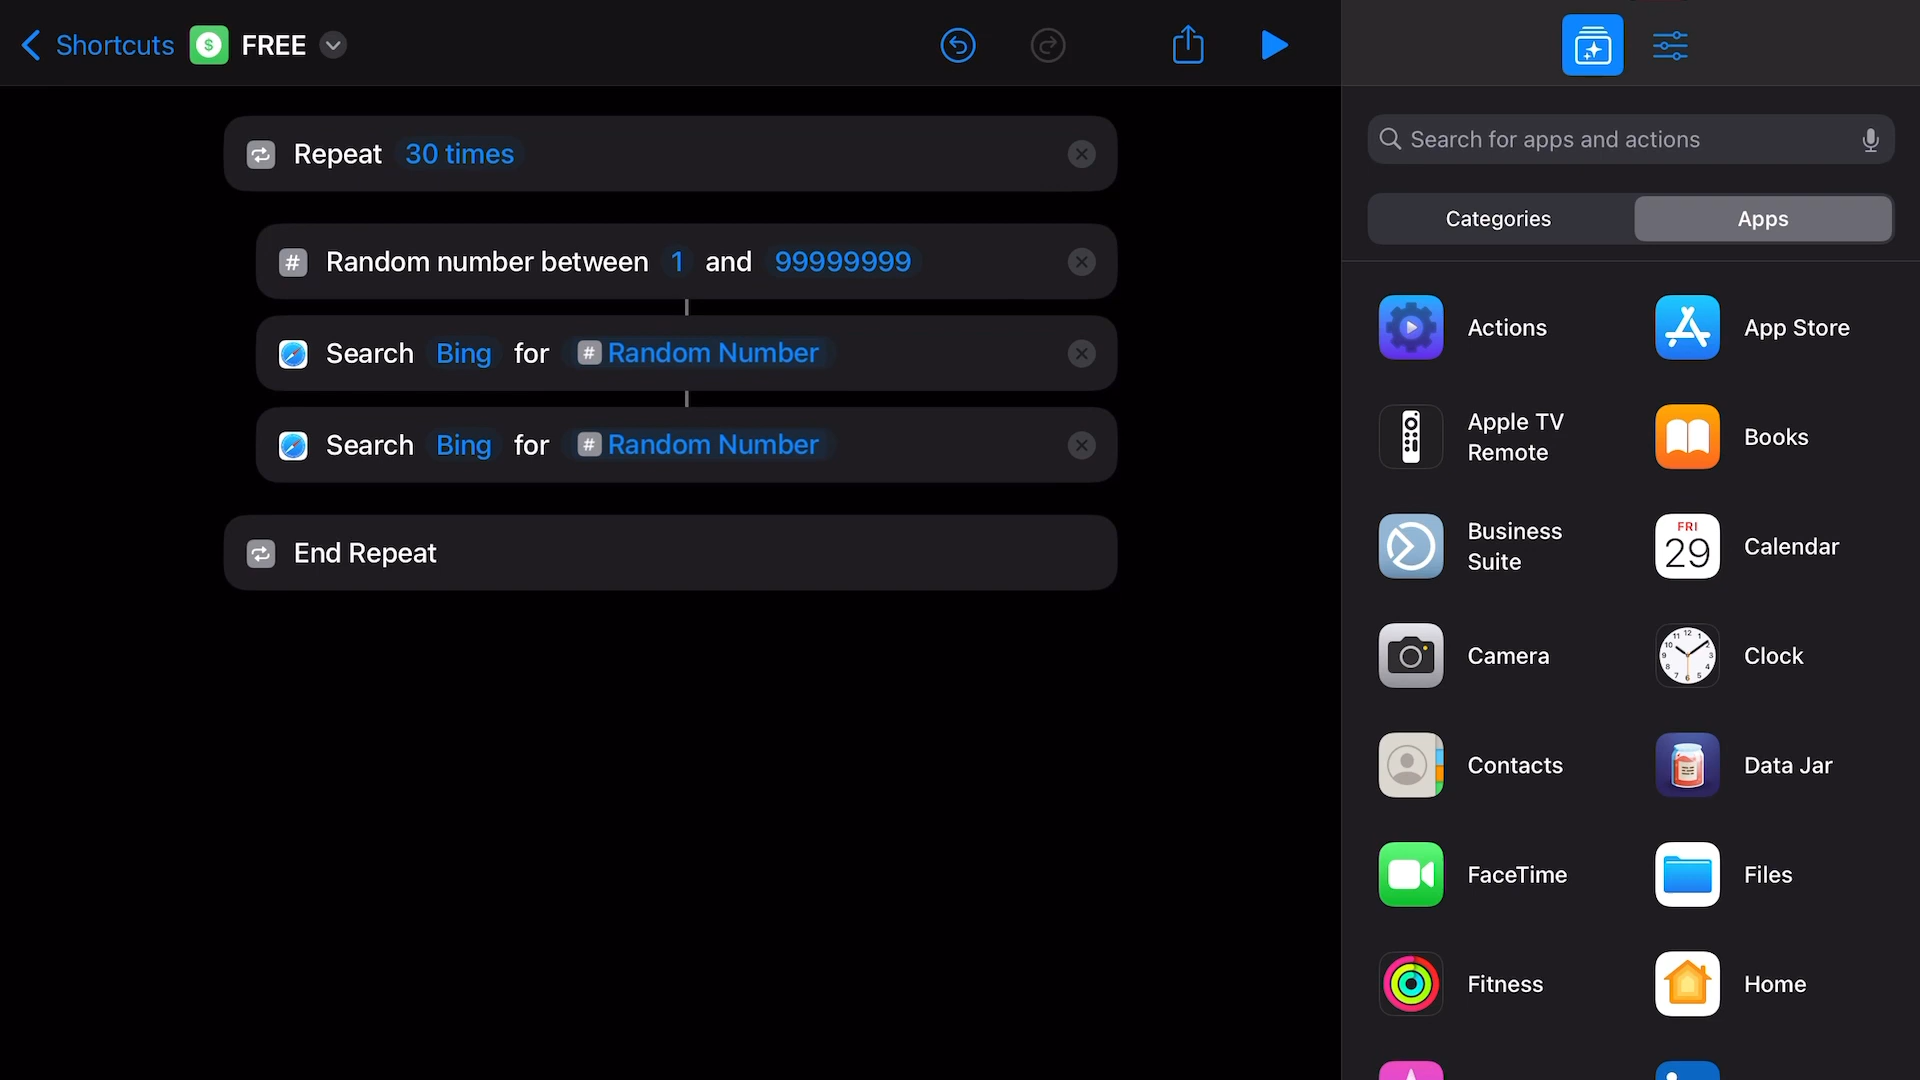 Shortcuts FREE
Repeat 30 times
Random number between 1 and 99999999
Search Bing for Random Number
Search Bing for Random Number
End Repeat
Search for apps and actions
Categories Apps
Actions
App Store
Apple TV
Remote
Books
Business
Suite
FRI
29
Calendar
Camera
Clock
Contacts
Data Jar
FaceTime
Files
Fitness
Home